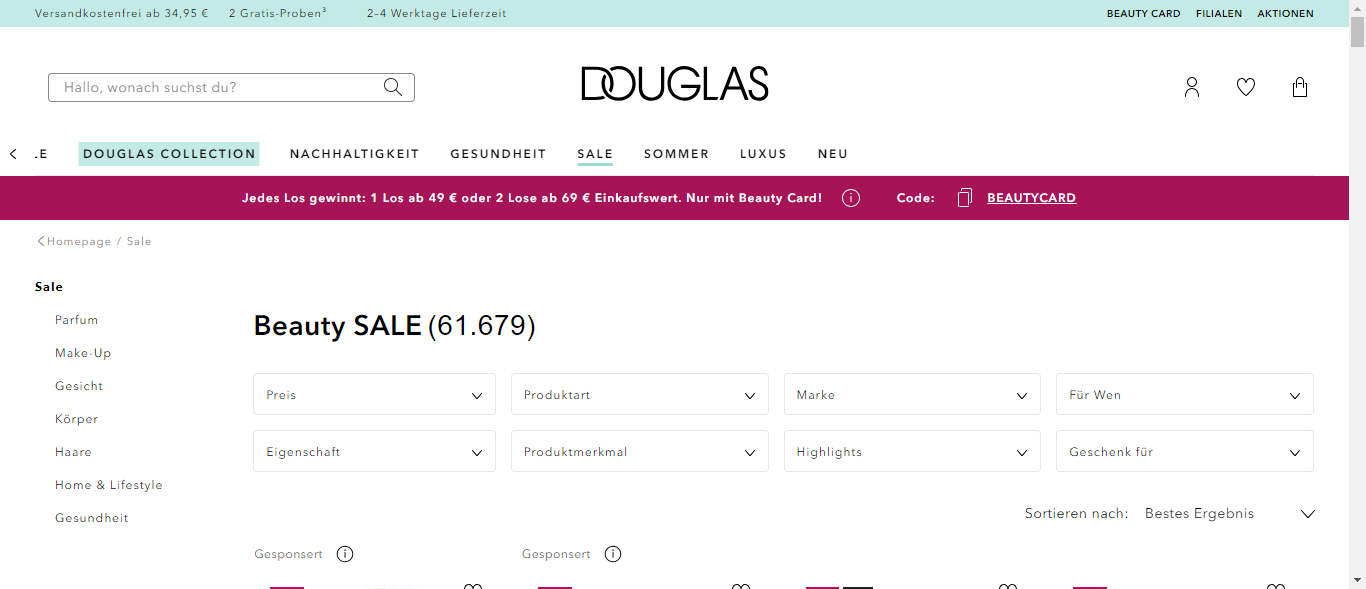 Versandkostenfrei ab 34,95 € 2 Gratis-Proben³ 2–4 Werktage Lieferzeit BEAUTY CARD FILIALEN AKTIONEN
Hallo, wonach suchst du? DOUGLAS
LE DOUGLAS COLLECTION NACHHALTIGKEIT GESUNDHEIT SALE SOMMER LUXUS NEU
Jedes Los gewinnt: 1 Los ab 49 € oder 2 Lose ab 69 € Einkaufswert. Nur mit Beauty Card! Code: BEAUTYCARD
Homepage / Sale
Sale
Parfum
Make-Up
Gesicht
Körper
Haare
Home & Lifestyle
Gesundheit
Beauty SALE (61.679)
Preis Produktart Marke Für Wen
Eigenschaft Produktmerkmal Highlights Geschenk für
Sortieren nach: Bestes Ergebnis
Gesponsert Gesponsert